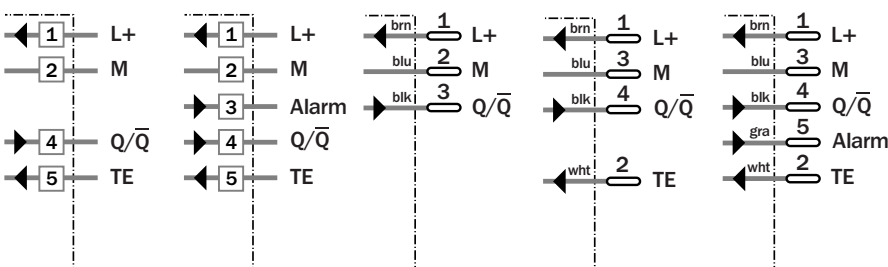 1 L+
2 M
4 Q/Q̅
5 TE
1 L+
2 M
3 Alarm
4 Q/Q̅
5 TE
brn 1 L+
blu 2 M
blk 3 Q/Q̅
brn 1 L+
blu 3 M
blk 4 Q/Q̅
wht 2 TE
brn 1 L+
blu 3 M
blk 4 Q/Q̅
gra 5 Alarm
wht 2 TE